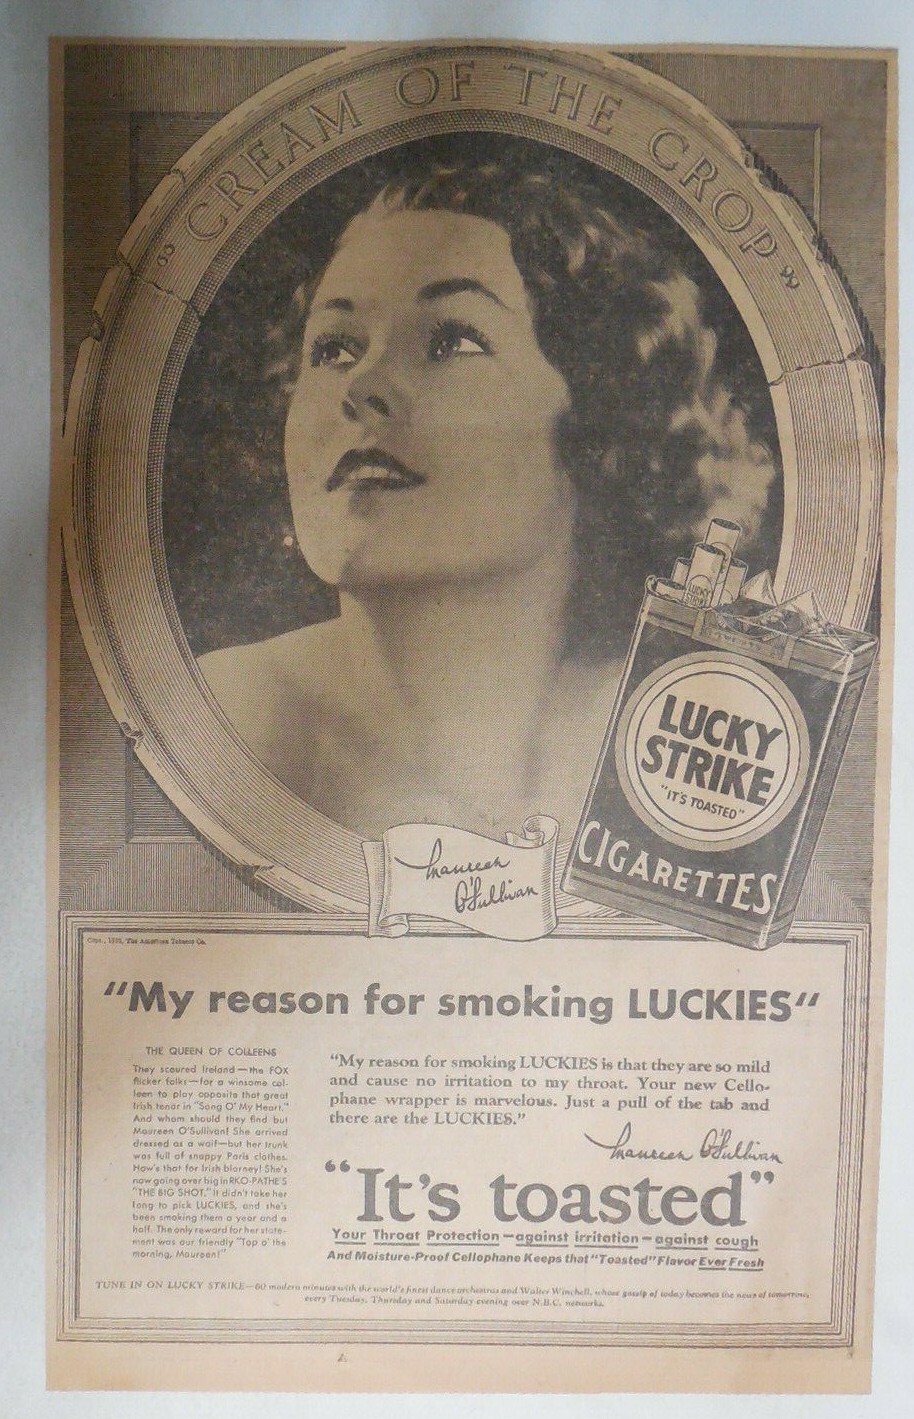 "CREAM OF THE CROP"
LUCKY
STRIKE
LUCKY
STRIKE
"IT'S TOASTED"
CIGARETTES
Maureen
O'Sullivan
The American Tobacco Co.
"My reason for smoking LUCKIES"
THE QUEEN OF COLLEENS
They scoured Ireland—the FOX
flicker folks—for a winsome col-
leen to play opposite that great
Irish tenor in "Song O' My Heart."
And whom should they find but
Maureen O'Sullivan! She arrived
dressed as a waif—but her trunk
was full of snappy Paris clothes.
How's that for Irish blarney! She's
now going over big in RKO-PATHE'S
"THE BIG SHOT." It didn't take her
long to pick LUCKIES, and she's
been smoking them a year and a
half. The only reward for her state-
ment was our friendly "Top o' the
morning, Maureen!"
"My reason for smoking LUCKIES is that they are so mild
and cause no irritation to my throat. Your new Cello-
phane wrapper is marvelous. Just a pull of the tab and
there are the LUCKIES."
Maureen O'Sullivan
"It's toasted"
Your Throat Protection—against irritation—against cough
And Moisture-Proof Cellophane Keeps that "Toasted" Flavor Ever Fresh
TUNE IN ON LUCKY STRIKE—60 modern minutes with the world's finest dance orchestras and Walter Winchell, whose gossip of today becomes the news of tomorrow,
every Tuesday, Thursday and Saturday evening over N.B.C. networks.